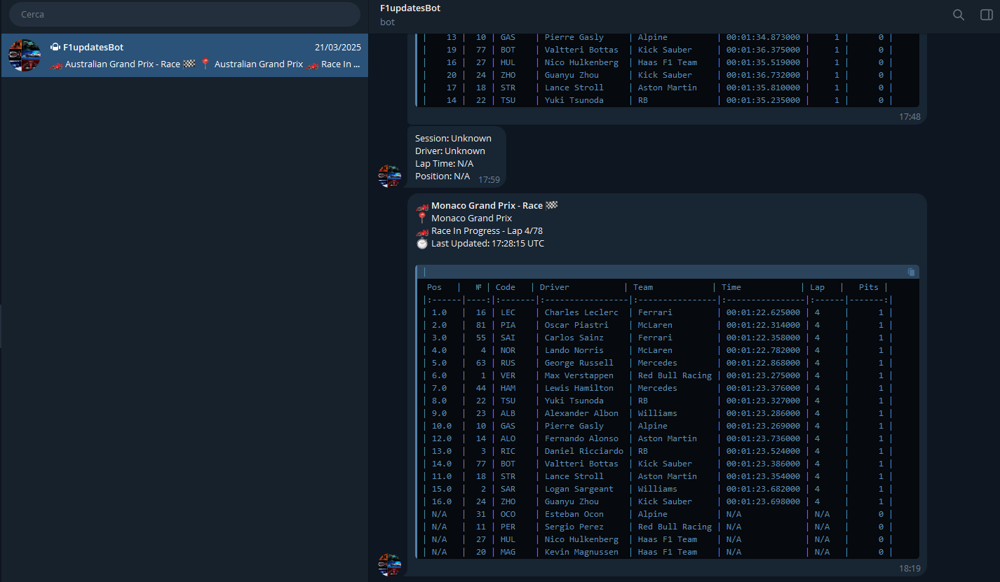 Cerca
F1updatesBot
21/03/2025
Australian Grand Prix - Race 🏁 📍 Australian Grand Prix 🏎️ Race In ...
F1updatesBot
bot
| 13 | 10 | GAS | Pierre Gasly | Alpine | 00:01:34.873000 | 1 | 0 |
| 19 | 77 | BOT | Valtteri Bottas | Kick Sauber | 00:01:36.375000 | 1 | 0 |
| 16 | 27 | HUL | Nico Hulkenberg | Haas F1 Team | 00:01:35.519000 | 1 | 0 |
| 20 | 24 | ZHO | Guanyu Zhou | Kick Sauber | 00:01:36.732000 | 1 | 0 |
| 17 | 18 | STR | Lance Stroll | Aston Martin | 00:01:35.810000 | 1 | 0 |
| 14 | 22 | TSU | Yuki Tsunoda | RB | 00:01:35.235000 | 1 | 0 |
17:48
Session: Unknown
Driver: Unknown
Lap Time: N/A
Position: N/A
17:59
🏎️ Monaco Grand Prix - Race 🏁
📍 Monaco Grand Prix
🏎️ Race In Progress - Lap 4/78
⏱️ Last Updated: 17:28:15 UTC
|
Pos | № | Code | Driver | Team | Time | Lap | Pits |
|:------|----:|:-------|:-----------------|:----------------|:----------------|:------|-------:|
| 1.0 | 16 | LEC | Charles Leclerc | Ferrari | 00:01:22.625000 | 4 | 1 |
| 2.0 | 81 | PIA | Oscar Piastri | McLaren | 00:01:22.314000 | 4 | 1 |
| 3.0 | 55 | SAI | Carlos Sainz | Ferrari | 00:01:22.358000 | 4 | 1 |
| 4.0 | 4 | NOR | Lando Norris | McLaren | 00:01:22.782000 | 4 | 1 |
| 5.0 | 63 | RUS | George Russell | Mercedes | 00:01:22.868000 | 4 | 1 |
| 6.0 | 1 | VER | Max Verstappen | Red Bull Racing | 00:01:23.275000 | 4 | 1 |
| 7.0 | 44 | HAM | Lewis Hamilton | Mercedes | 00:01:23.376000 | 4 | 1 |
| 8.0 | 22 | TSU | Yuki Tsunoda | RB | 00:01:23.327000 | 4 | 1 |
| 9.0 | 23 | ALB | Alexander Albon | Williams | 00:01:23.286000 | 4 | 1 |
| 10.0 | 10 | GAS | Pierre Gasly | Alpine | 00:01:23.269000 | 4 | 1 |
| 12.0 | 14 | ALO | Fernando Alonso | Aston Martin | 00:01:23.736000 | 4 | 1 |
| 13.0 | 3 | RIC | Daniel Ricciardo | RB | 00:01:23.524000 | 4 | 1 |
| 14.0 | 77 | BOT | Valtteri Bottas | Kick Sauber | 00:01:23.386000 | 4 | 1 |
| 11.0 | 18 | STR | Lance Stroll | Aston Martin | 00:01:23.354000 | 4 | 1 |
| 15.0 | 2 | SAR | Logan Sargeant | Williams | 00:01:23.682000 | 4 | 1 |
| 16.0 | 24 | ZHO | Guanyu Zhou | Kick Sauber | 00:01:23.698000 | 4 | 1 |
| N/A | 31 | OCO | Esteban Ocon | Alpine | N/A | N/A | 0 |
| N/A | 11 | PER | Sergio Perez | Red Bull Racing | N/A | N/A | 0 |
| N/A | 27 | HUL | Nico Hulkenberg | Haas F1 Team | N/A | N/A | 0 |
| N/A | 20 | MAG | Kevin Magnussen | Haas F1 Team | N/A | N/A | 0 |
18:19